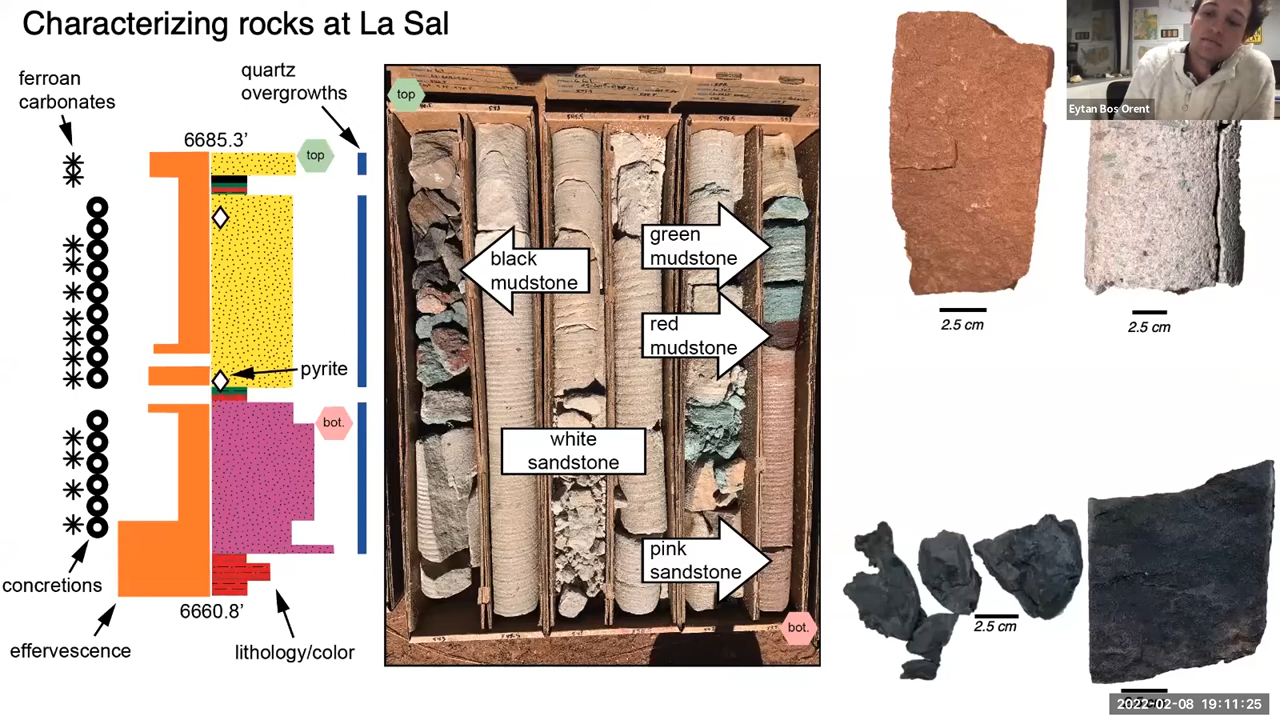 Characterizing rocks at La Sal
ferroan
carbonates
quartz
overgrowths
6685.3’
top
pyrite
bot.
concretions
6660.8’
effervescence
lithology/color
top
black
mudstone
green
mudstone
red
mudstone
white
sandstone
pink
sandstone
bot.
Eytan Bos Orent
2.5 cm
2.5 cm
2.5 cm
2022-02-08 19:11:25